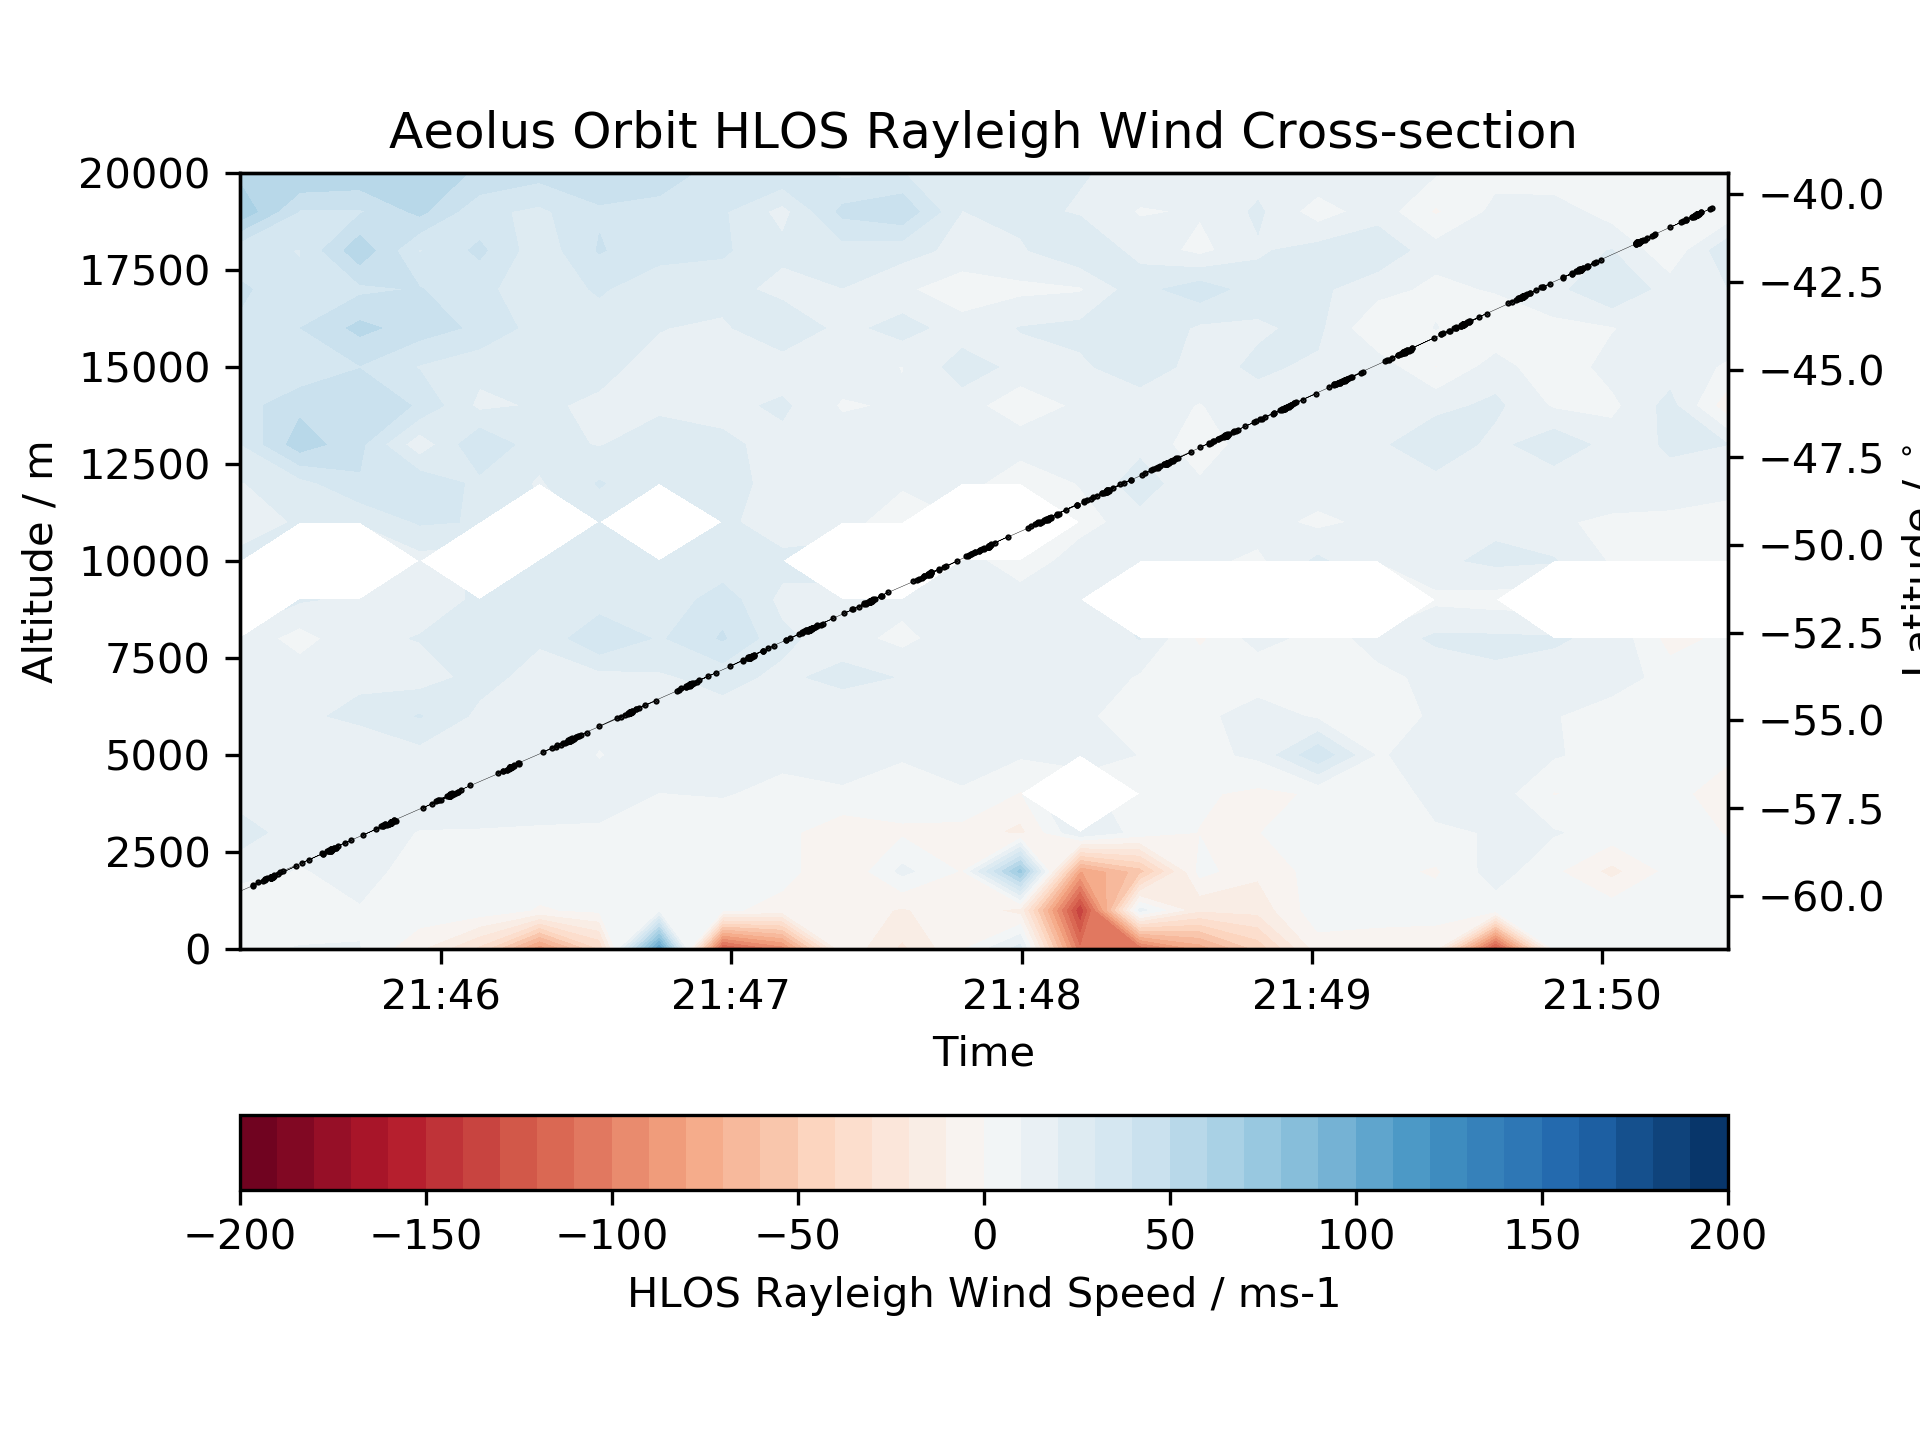 Aeolus Orbit HLOS Rayleigh Wind Cross-section
20000
17500
15000
12500
10000
7500
5000
2500
0
Altitude / m
−40.0
−42.5
−45.0
−47.5
−50.0
−52.5
−55.0
−57.5
−60.0
Latitude / °
21:46 21:47 21:48 21:49 21:50
Time
−200 −150 −100 −50 0 50 100 150 200
HLOS Rayleigh Wind Speed / ms-1